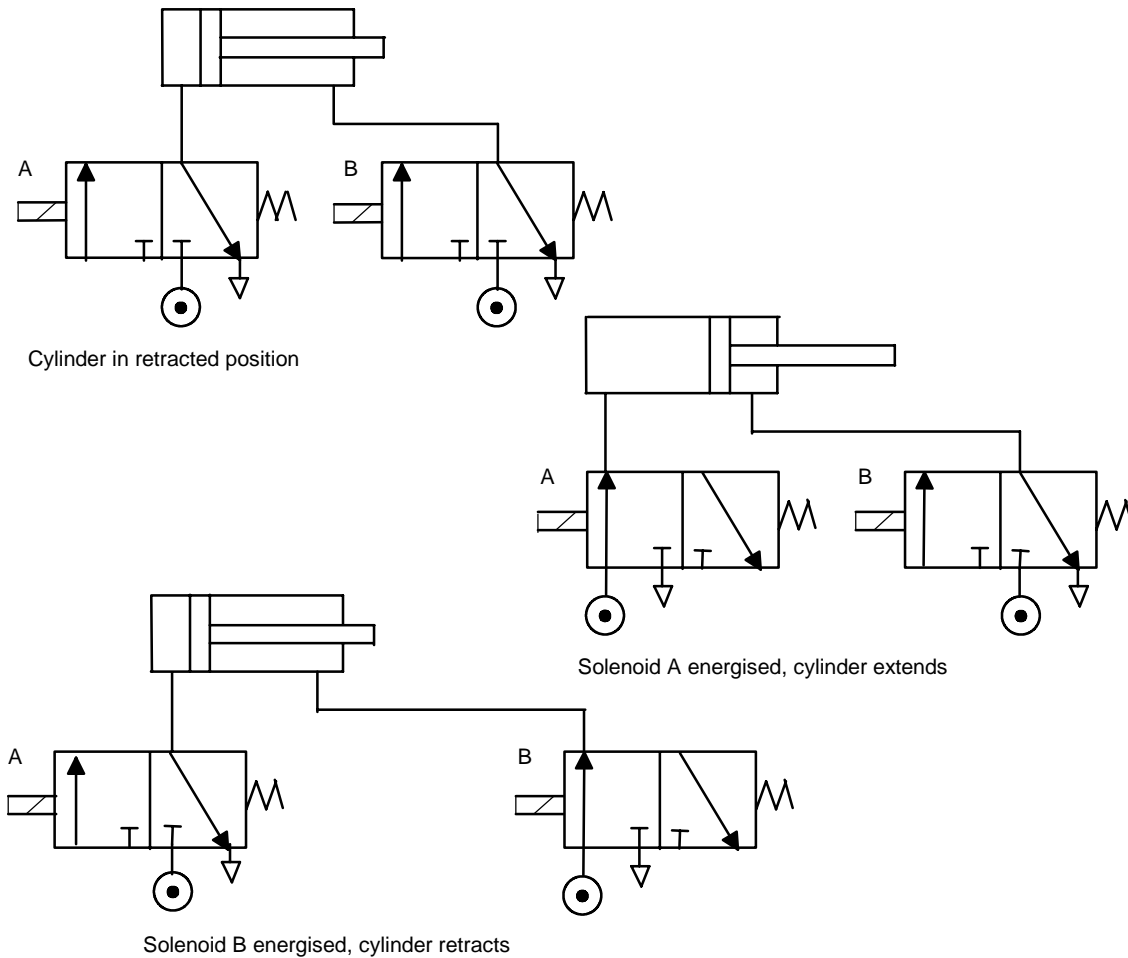 A
B
Cylinder in retracted position
A
B
Solenoid A energised, cylinder extends
A
B
Solenoid B energised, cylinder retracts